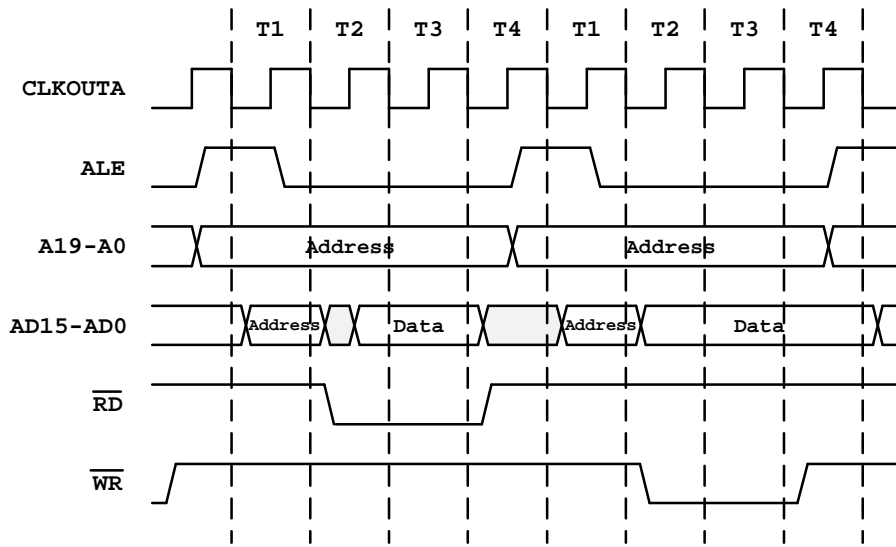 T1 T2 T3 T4 T1 T2 T3 T4
CLKOUTA
ALE
A19-A0 Address Address
AD15-AD0 Address Data Address Data
RD
WR